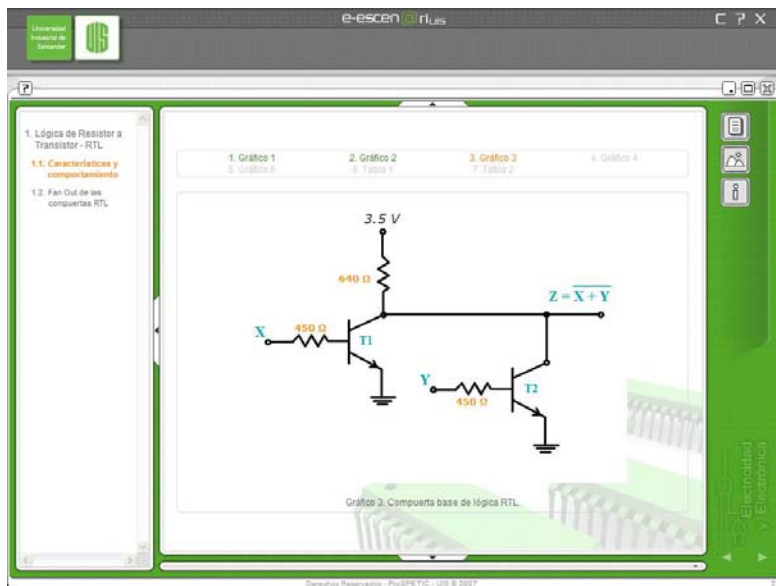 Universidad
Industrial de
Santander
UIS
e-escen@riUIS
1. Lógica de Resistor a
Transistor - RTL
1.1. Características y
comportamiento
1.2. Fan Out de las
compuertas RTL
1. Gráfico 1 2. Gráfico 2 3. Gráfico 3 4. Gráfico 4
5. Gráfico 5 6. Tabla 1 7. Tabla 2
3.5 V
640 Ω
Z = X + Y
X 450 Ω T1
Y 450 Ω T2
Gráfico 3. Compuerta base de lógica RTL.
Electricidad
y Electrónica
Derechos Reservados - ProSPETIC - UIS © 2007